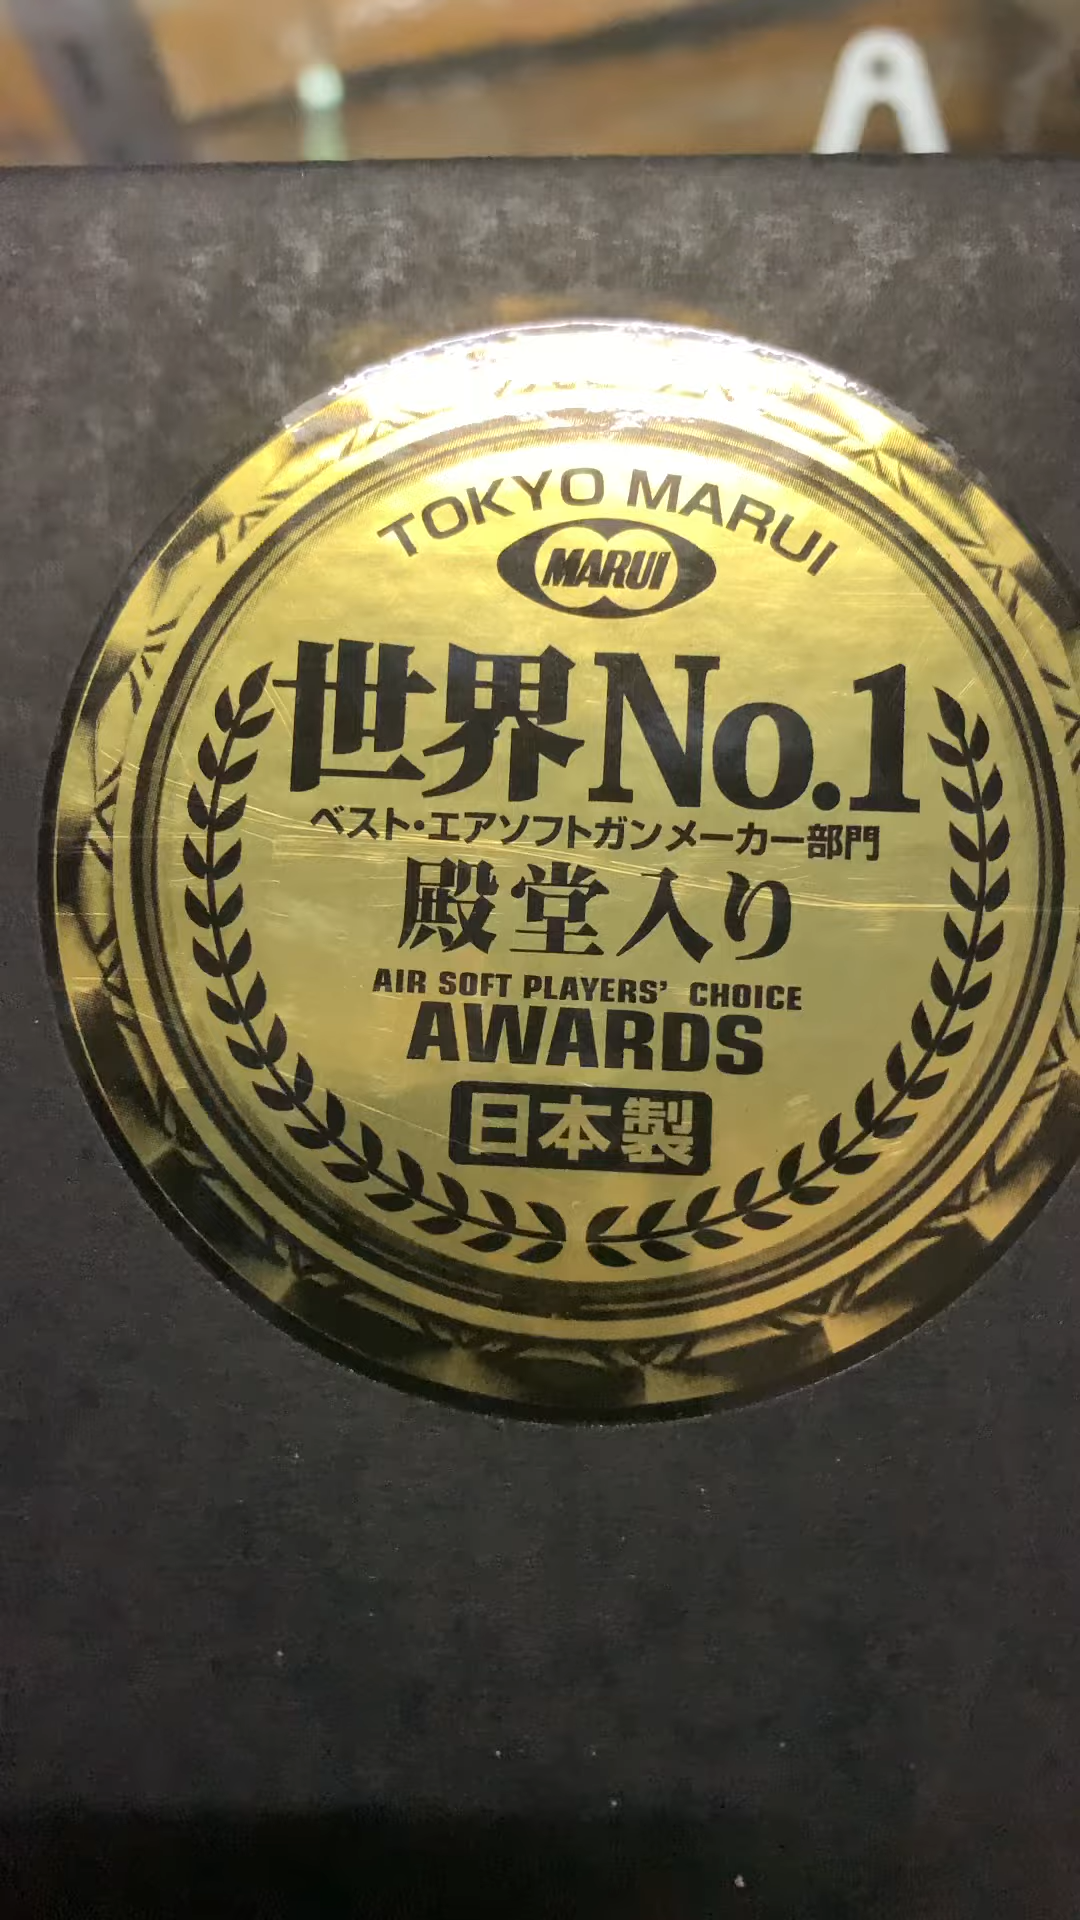 TOKYO MARUI
MARUI
世界No.1
ベスト・エアソフトガンメーカー部門
殿堂入り
AIR SOFT PLAYERS’ CHOICE
AWARDS
日本製